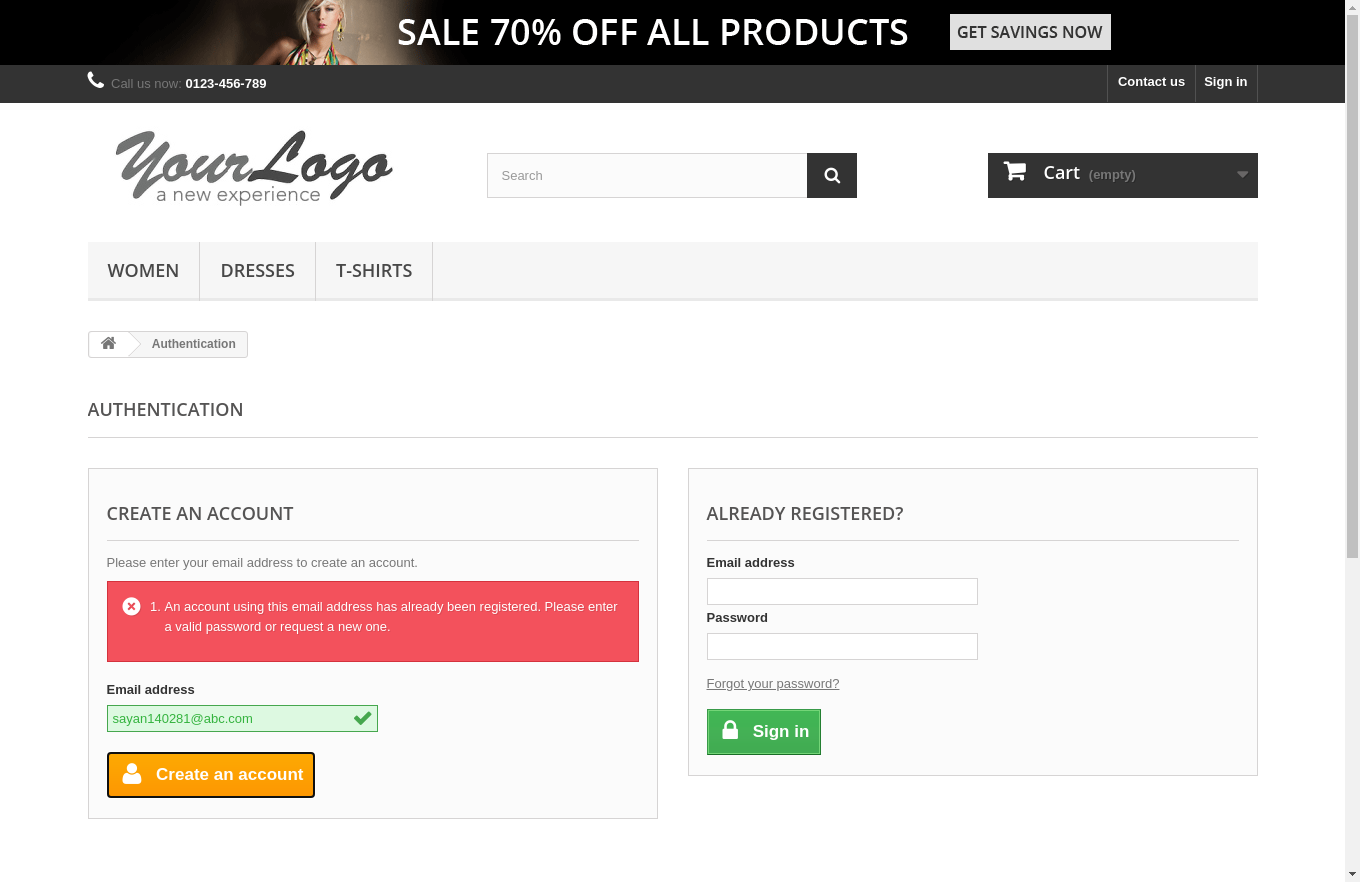 SALE 70% OFF ALL PRODUCTS
GET SAVINGS NOW
Call us now: 0123-456-789
Contact us
Sign in
YourLogo
a new experience
Search
Cart (empty)
WOMEN
DRESSES
T-SHIRTS
Authentication
AUTHENTICATION
CREATE AN ACCOUNT
Please enter your email address to create an account.
1. An account using this email address has already been registered. Please enter
a valid password or request a new one.
Email address
sayan140281@abc.com
Create an account
ALREADY REGISTERED?
Email address
Password
Forgot your password?
Sign in